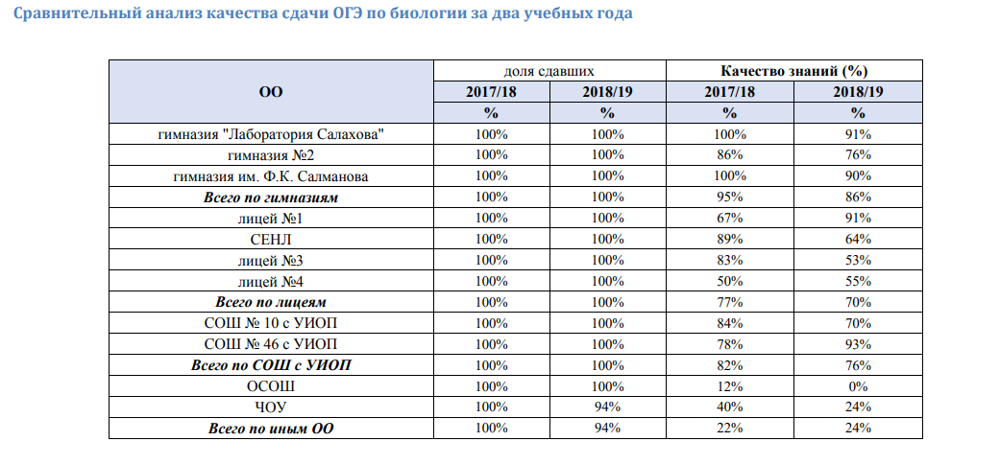 Сравнительный анализ качества сдачи ОГЭ по биологии за два учебных года
ОО доля сдавших Качество знаний (%)
2017/18 2018/19 2017/18 2018/19
% % % %
гимназия "Лаборатория Салахова" 100% 100% 100% 91%
гимназия №2 100% 100% 86% 76%
гимназия им. Ф.К. Салманова 100% 100% 100% 90%
Всего по гимназиям 100% 100% 95% 86%
лицей №1 100% 100% 67% 91%
СЕНЛ 100% 100% 89% 64%
лицей №3 100% 100% 83% 53%
лицей №4 100% 100% 50% 55%
Всего по лицеям 100% 100% 77% 70%
СОШ № 10 с УИОП 100% 100% 84% 70%
СОШ № 46 с УИОП 100% 100% 78% 93%
Всего по СОШ с УИОП 100% 100% 82% 76%
ОСОШ 100% 100% 12% 0%
ЧОУ 100% 94% 40% 24%
Всего по иным ОО 100% 94% 22% 24%